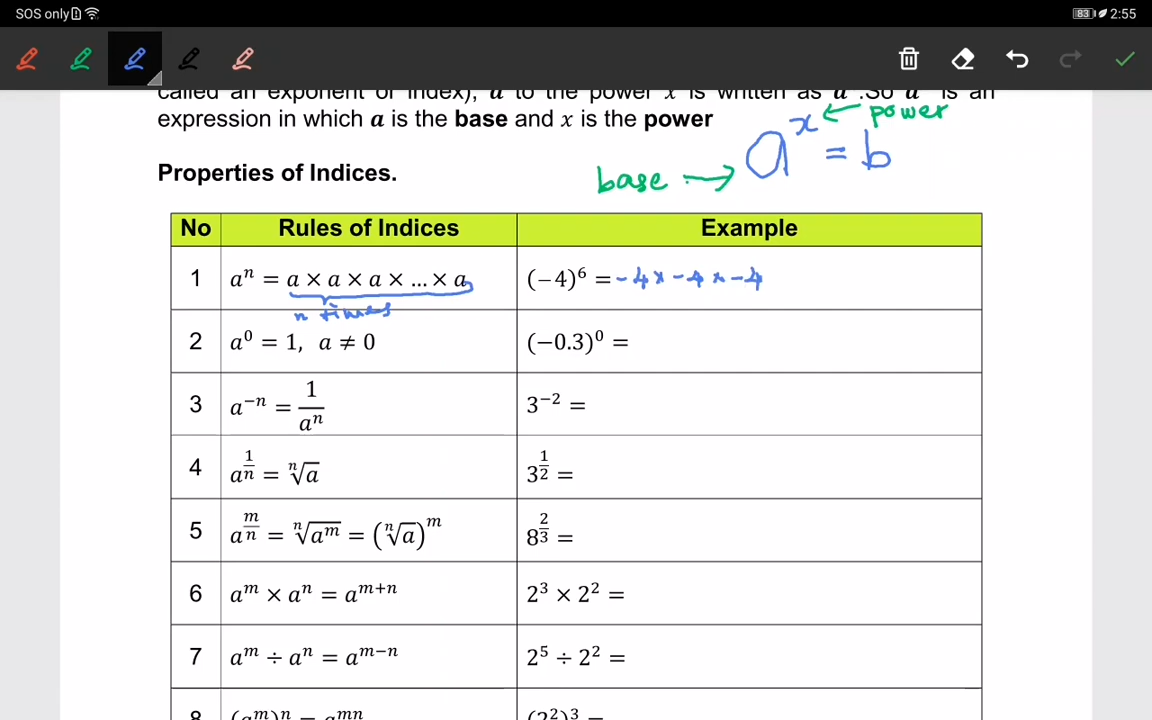 SOS only 83 2:55
called an exponent or index), a to the power x is written as aˣ .So aˣ is an
expression in which a is the base and x is the power
← power
aˣ = b
base →
Properties of Indices.
No Rules of Indices Example
1 aⁿ = a × a × a × ... × a (−4)⁶ = -4 × -4 × -4
n times
2 a⁰ = 1, a ≠ 0 (−0.3)⁰ =
3 a⁻ⁿ = 1/aⁿ 3⁻² =
4 a^(1/n) = ⁿ√a 3^(1/2) =
5 a^(m/n) = ⁿ√(aᵐ) = (ⁿ√a)ᵐ 8^(2/3) =
6 aᵐ × aⁿ = aᵐ⁺ⁿ 2³ × 2² =
7 aᵐ ÷ aⁿ = aᵐ⁻ⁿ 2⁵ ÷ 2² =
8 (aᵐ)ⁿ = aᵐⁿ (2²)³ =